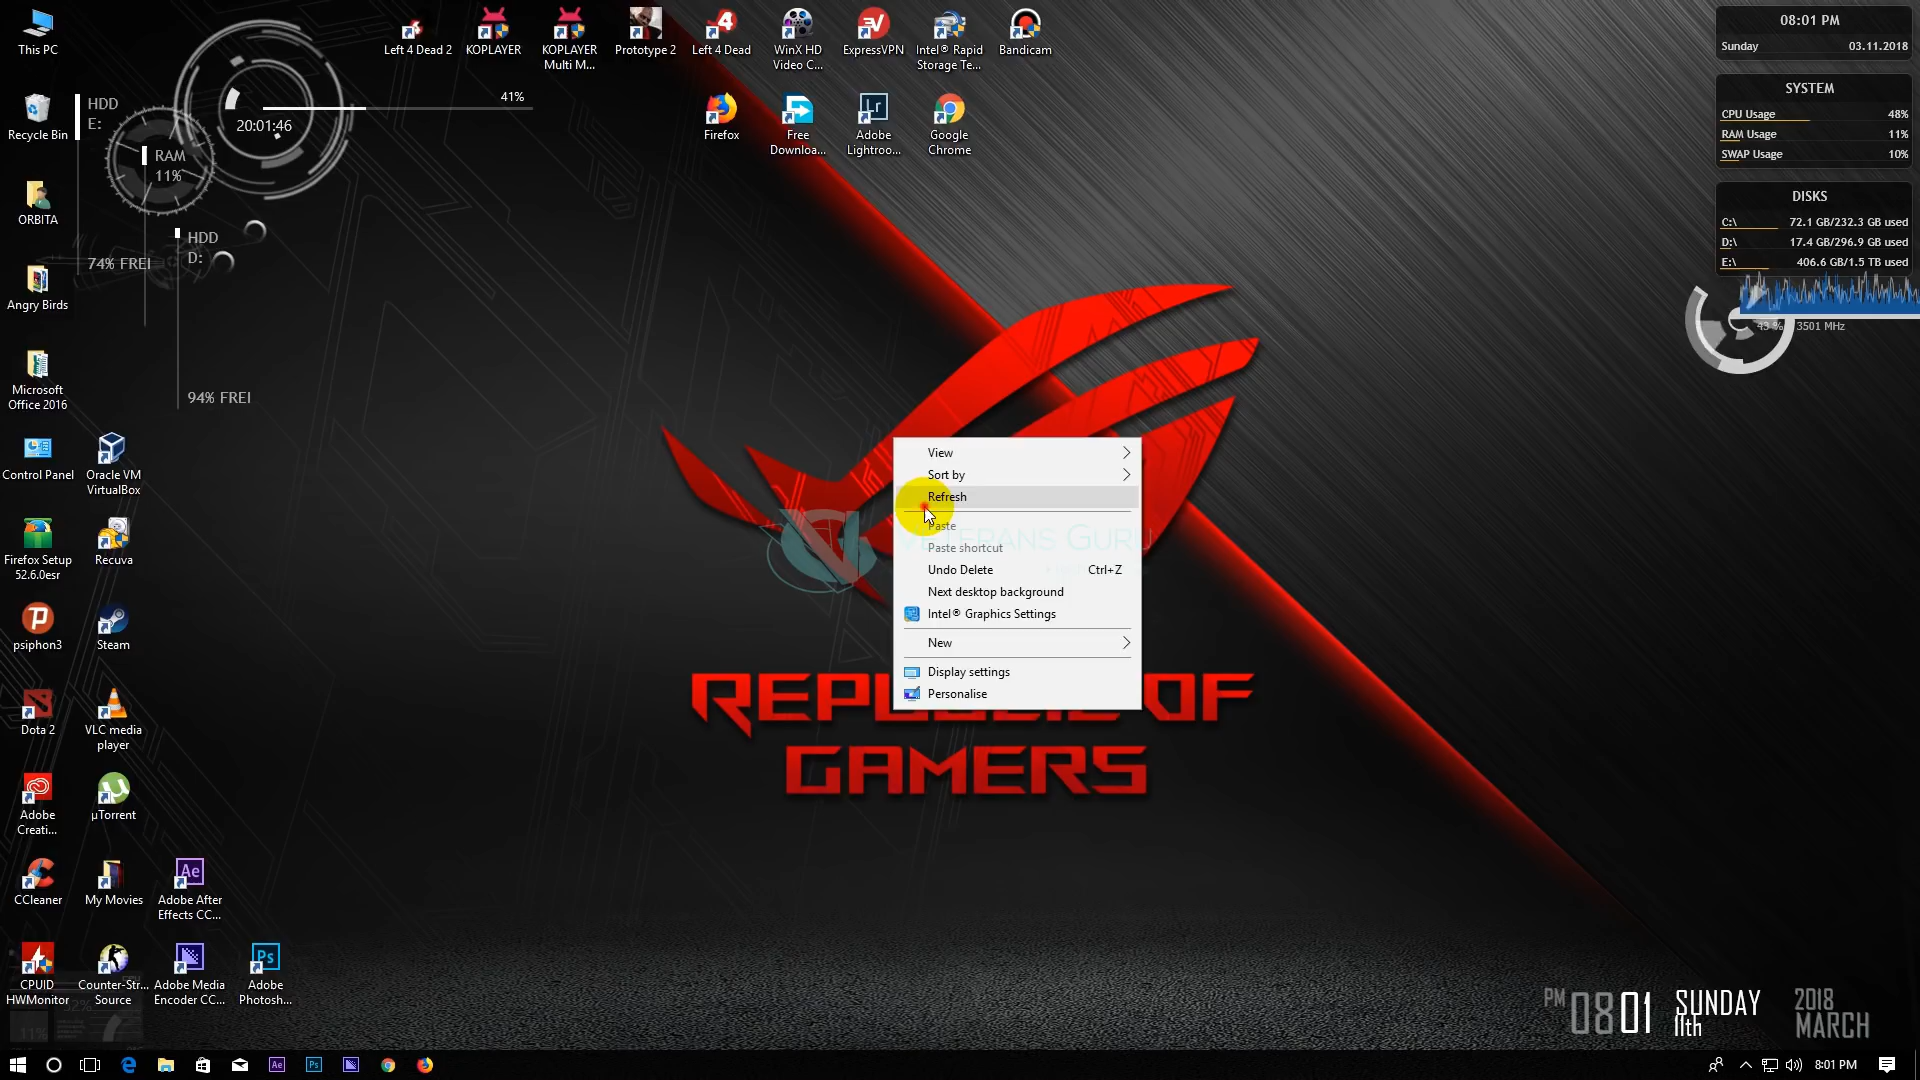 This PC
Recycle Bin
ORBITA
Angry Birds
Microsoft
Office 2016
Control Panel
Oracle VM
VirtualBox
Firefox Setup
52.6.0esr
Recuva
psiphon3
Steam
Dota 2
VLC media
player
Adobe
Creati...
µTorrent
CCleaner
My Movies
Adobe After
Effects CC...
CPUID
HWMonitor
Counter-Str...
Source
Adobe Media
Encoder CC...
Adobe
Photosh...
HDD
E:
RAM
11%
20:01:46
41%
HDD
D:
74% FREI
94% FREI
Left 4 Dead 2
KOPLAYER
KOPLAYER
Multi M...
Prototype 2
Left 4 Dead
WinX HD
Video C...
ExpressVPN
Intel® Rapid
Storage Te...
Bandicam
Firefox
Free
Downloa...
Adobe
Lightroo...
Google
Chrome
08:01 PM
Sunday 03.11.2018
SYSTEM
CPU Usage 48%
RAM Usage 11%
SWAP Usage 10%
DISKS
C:\ 72.1 GB/232.3 GB used
D:\ 17.4 GB/296.9 GB used
E:\ 406.6 GB/1.5 TB used
43 % 3501 MHz
View
Sort by
Refresh
Paste
Paste shortcut
Undo Delete Ctrl+Z
Next desktop background
Intel® Graphics Settings
New
Display settings
Personalise
VETERANS GURU
REPUBLIC OF
GAMERS
PM 08 01 SUNDAY
11th
2018
MARCH
8:01 PM